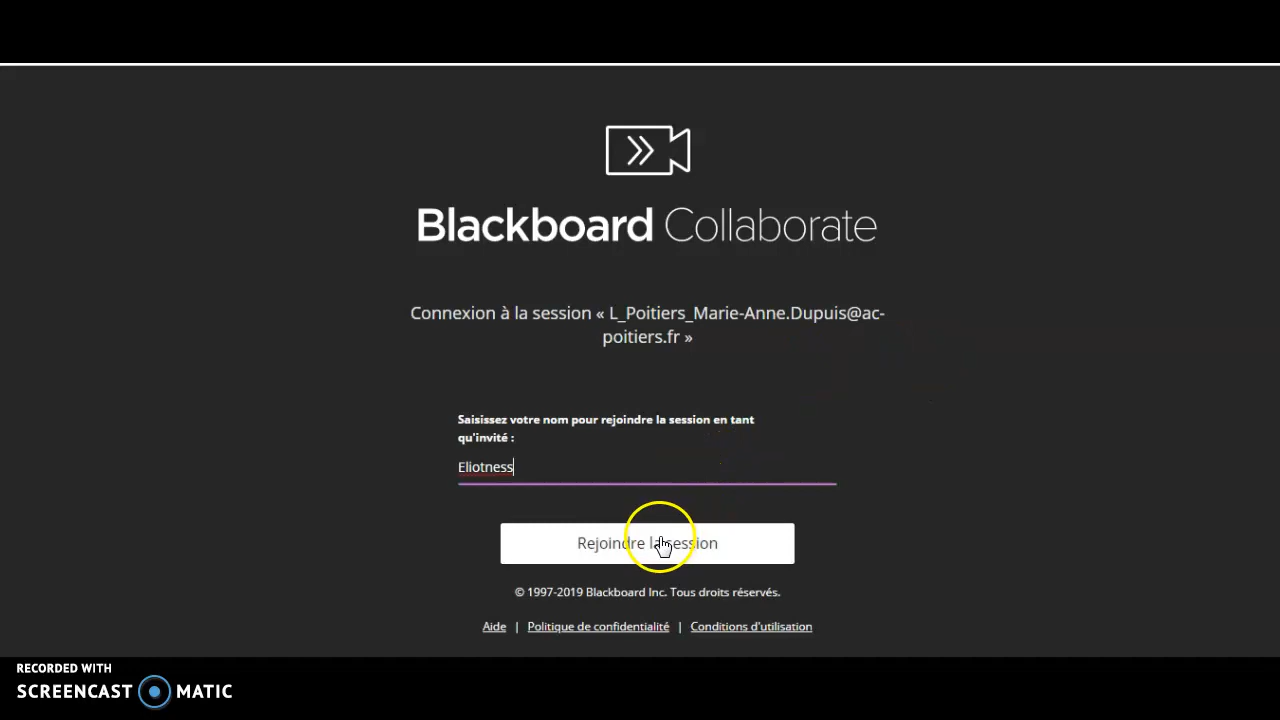 Blackboard Collaborate
Connexion à la session « L_Poitiers_Marie-Anne.Dupuis@ac-
poitiers.fr »
Saisissez votre nom pour rejoindre la session en tant
qu'invité :
Eliotness
Rejoindre la session
© 1997-2019 Blackboard Inc. Tous droits réservés.
Aide | Politique de confidentialité | Conditions d'utilisation
RECORDED WITH
SCREENCAST MATIC